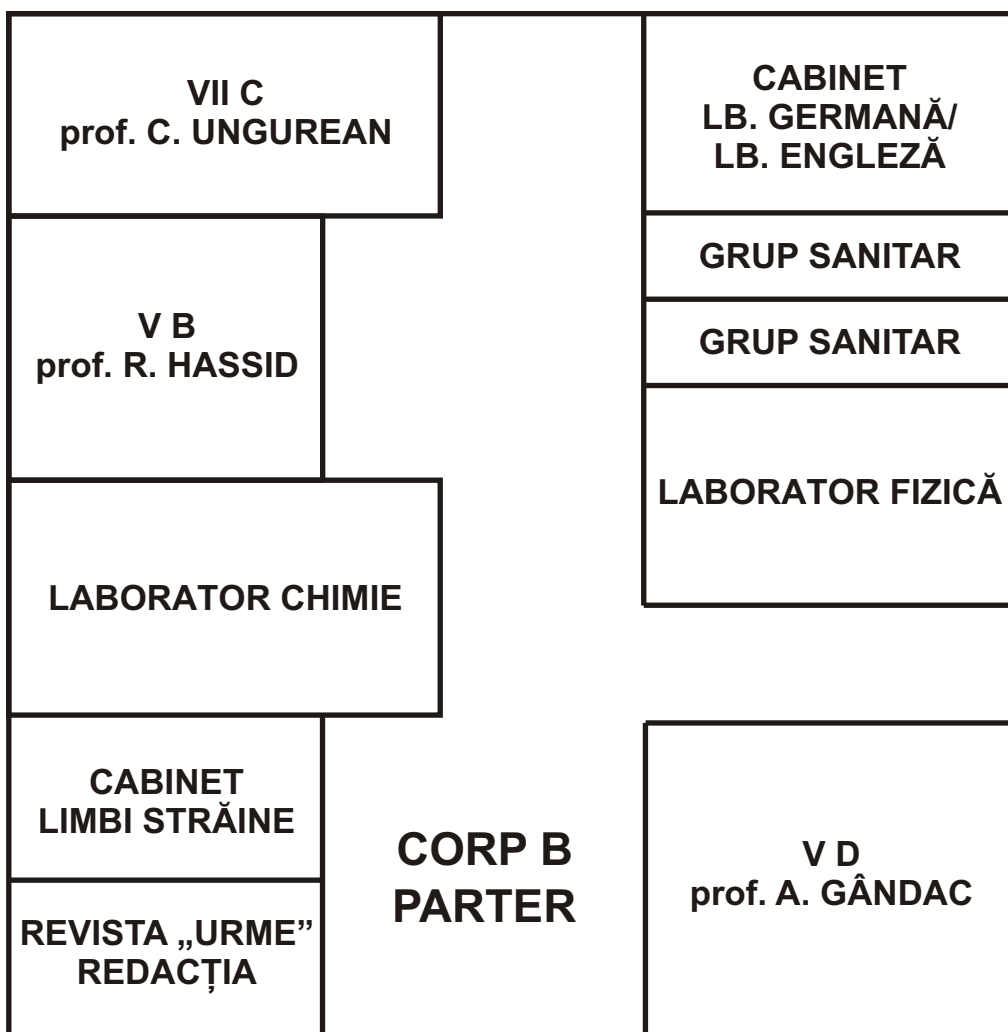 VII C
prof. C. UNGUREAN
V B
prof. R. HASSID
LABORATOR CHIMIE
CABINET
LIMBI STRĂINE
REVISTA „URME”
REDACȚIA
CORP B
PARTER
CABINET
LB. GERMANĂ/
LB. ENGLEZĂ
GRUP SANITAR
GRUP SANITAR
LABORATOR FIZICĂ
V D
prof. A. GÂNDAC